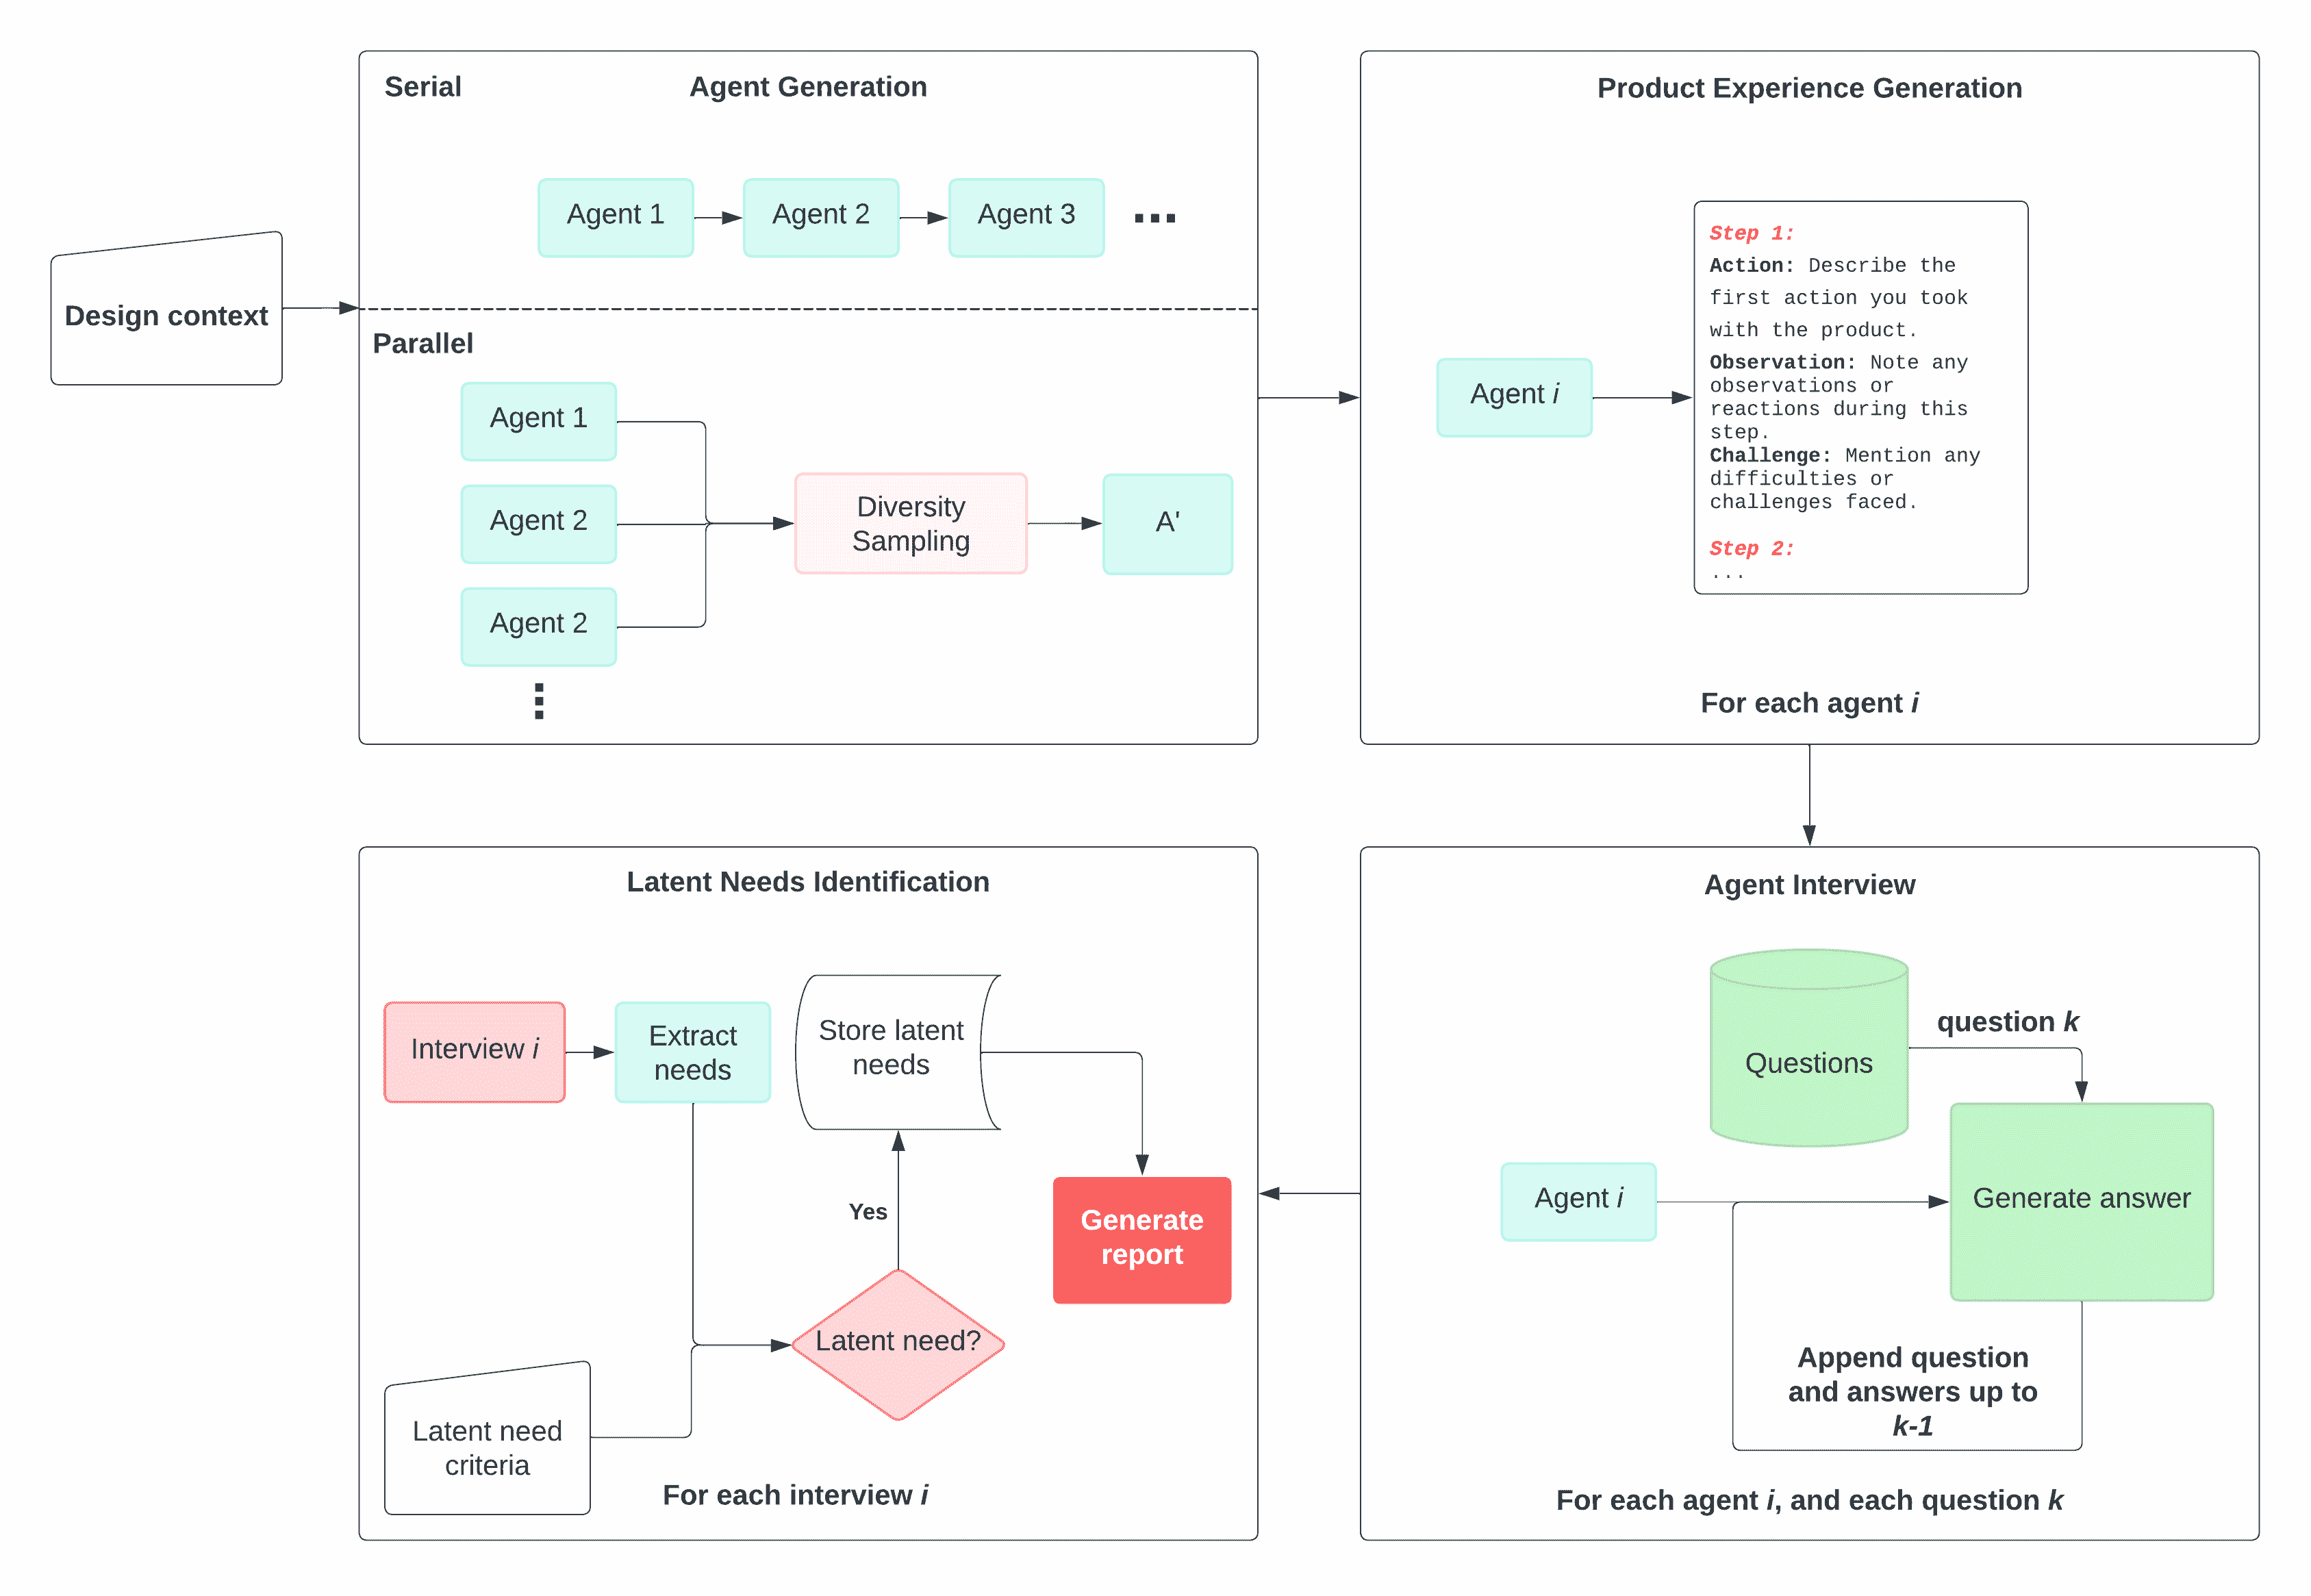 Serial
Agent Generation
Agent 1
Agent 2
Agent 3
...
Design context
Parallel
Agent 1
Agent 2
Agent 2
Diversity
Sampling
A'
Product Experience Generation
Agent i
Step 1:
Action: Describe the
first action you took
with the product.
Observation: Note any
observations or
reactions during this
step.
Challenge: Mention any
difficulties or
challenges faced.
Step 2:
...
For each agent i
Latent Needs Identification
Interview i
Extract
needs
Store latent
needs
Yes
Generate
report
Latent need?
Latent need
criteria
For each interview i
Agent Interview
Questions
question k
Agent i
Generate answer
Append question
and answers up to
k-1
For each agent i, and each question k